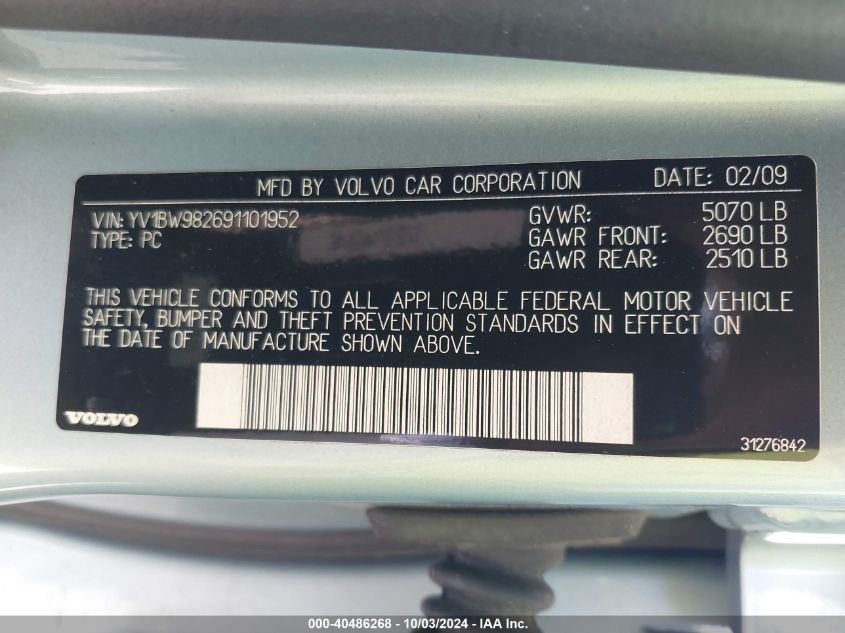 MFD BY VOLVO CAR CORPORATION DATE: 02/09
VIN: YV1BW982691101952 GVWR: 5070 LB
TYPE: PC GAWR FRONT: 2690 LB
GAWR REAR: 2510 LB
THIS VEHICLE CONFORMS TO ALL APPLICABLE FEDERAL MOTOR VEHICLE
SAFETY, BUMPER AND THEFT PREVENTION STANDARDS IN EFFECT ON
THE DATE OF MANUFACTURE SHOWN ABOVE.
VOLVO
31276842
000-40486268 - 10/03/2024 - IAA Inc.